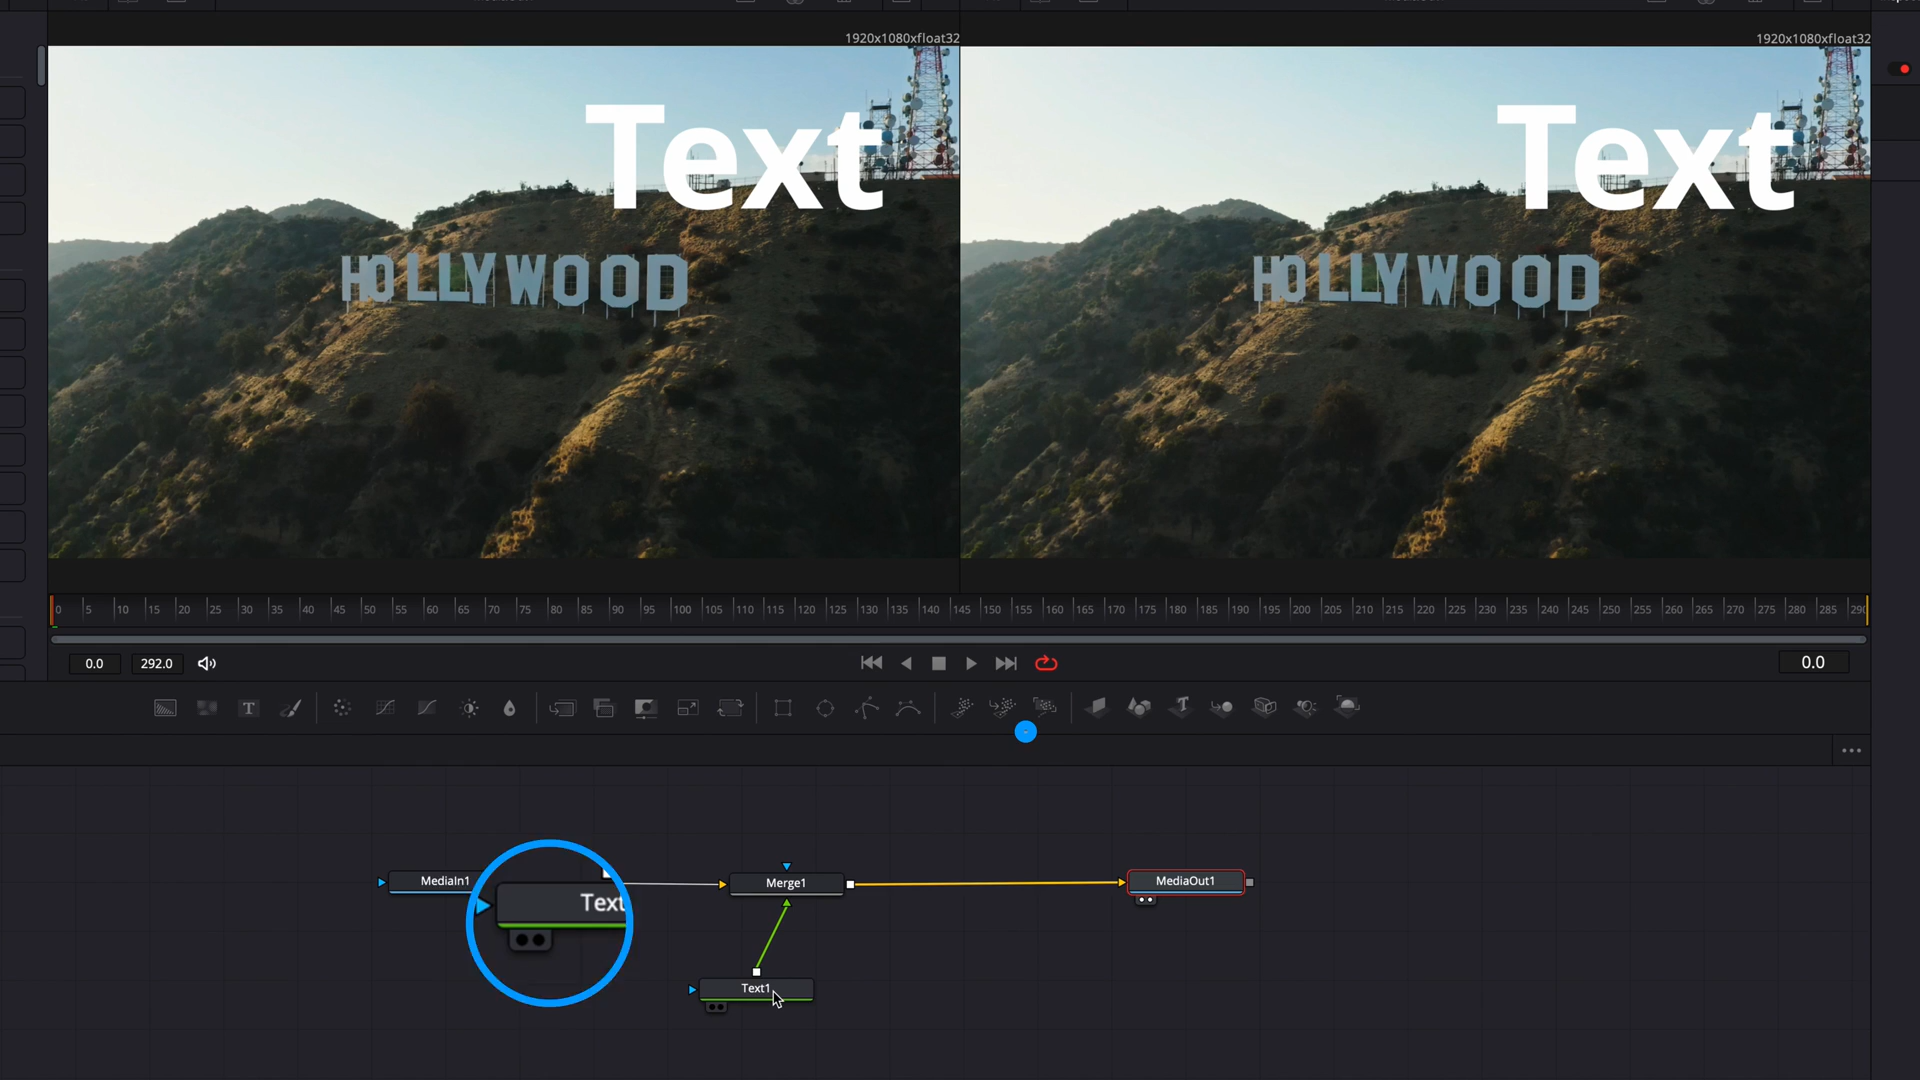 1920x1080xfloat32
1920x1080xfloat32
Text
Text
HOLLYWOOD
HOLLYWOOD
0 5 10 15 20 25 30 35 40 45 50 55 60 65 70 75 80 85 90 95 100 105 110 115 120 125 130 135 140 145 150 155 160 165 170 175 180 185 190 195 200 205 210 215 220 225 230 235 240 245 250 255 260 265 270 275 280 285 290
0.0
292.0
0.0
T
MediaIn1
Text
Merge1
MediaOut1
Text1